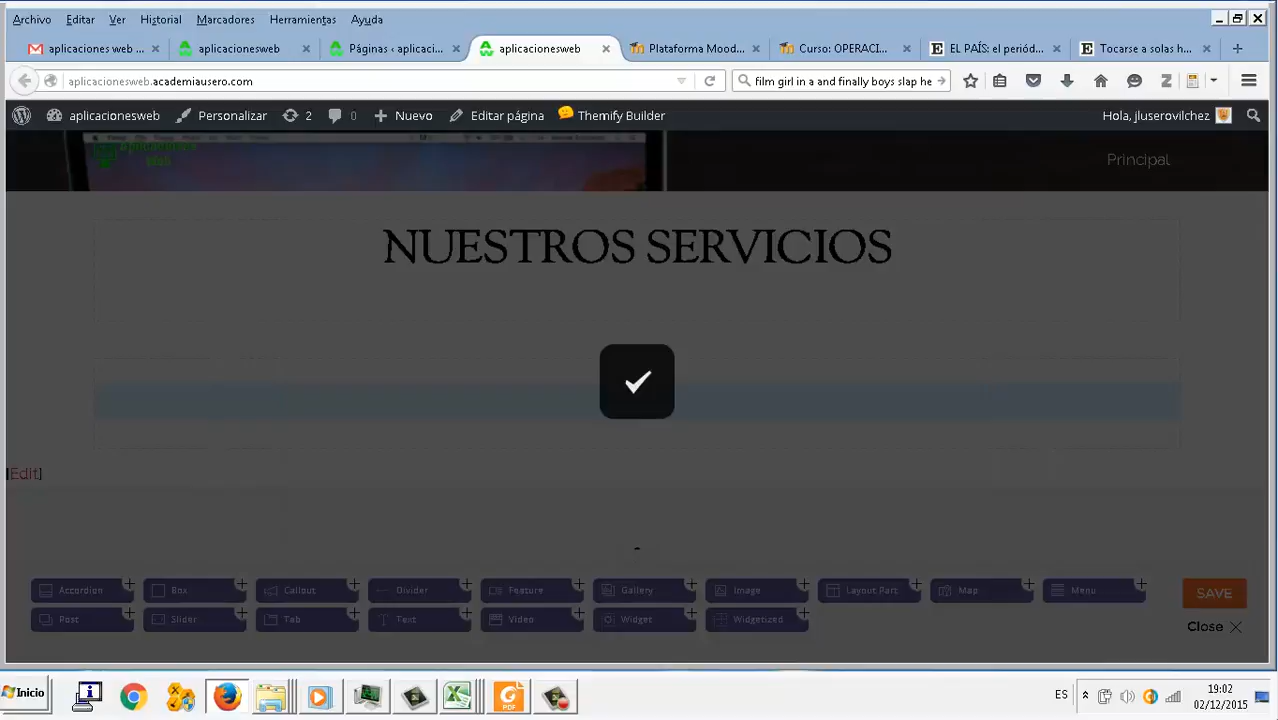 Archivo Editar Ver Historial Marcadores Herramientas Ayuda
aplicaciones web ... aplicacionesweb Páginas ‹ aplicaci... aplicacionesweb Plataforma Mood... Curso: OPERACI... EL PAÍS: el periód... Tocarse a solas h...
aplicacionesweb.academiausero.com film girl in a and finally boys slap he
aplicacionesweb Personalizar 2 0 Nuevo Editar página Themify Builder Hola, jluserovilchez
aplicaciones
web
Principal
NUESTROS SERVICIOS
[Edit]
Accordion Box Callout Divider Feature Gallery Image Layout Part Map Menu
SAVE
Post Slider Tab Text Video Widget Widgetized
Close
Inicio
PDF
ES
19:02
02/12/2015